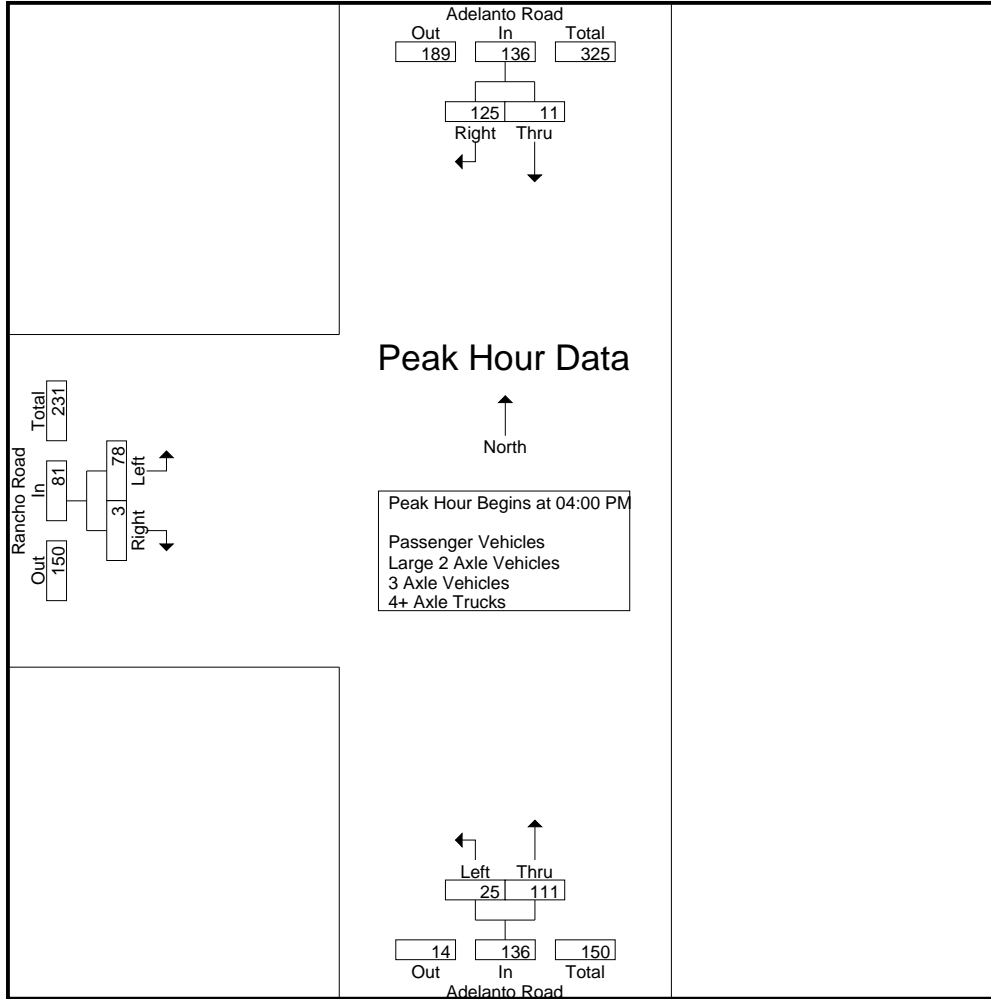 Adelanto Road
Out In Total
189 136 325
125 11
Right Thru
Peak Hour Data
North
Rancho Road
Total In Out
231 81 150
78 3
Left Right
Peak Hour Begins at 04:00 PM
Passenger Vehicles
Large 2 Axle Vehicles
3 Axle Vehicles
4+ Axle Trucks
Left Thru
25 111
14 136 150
Out In Total
Adelanto Road